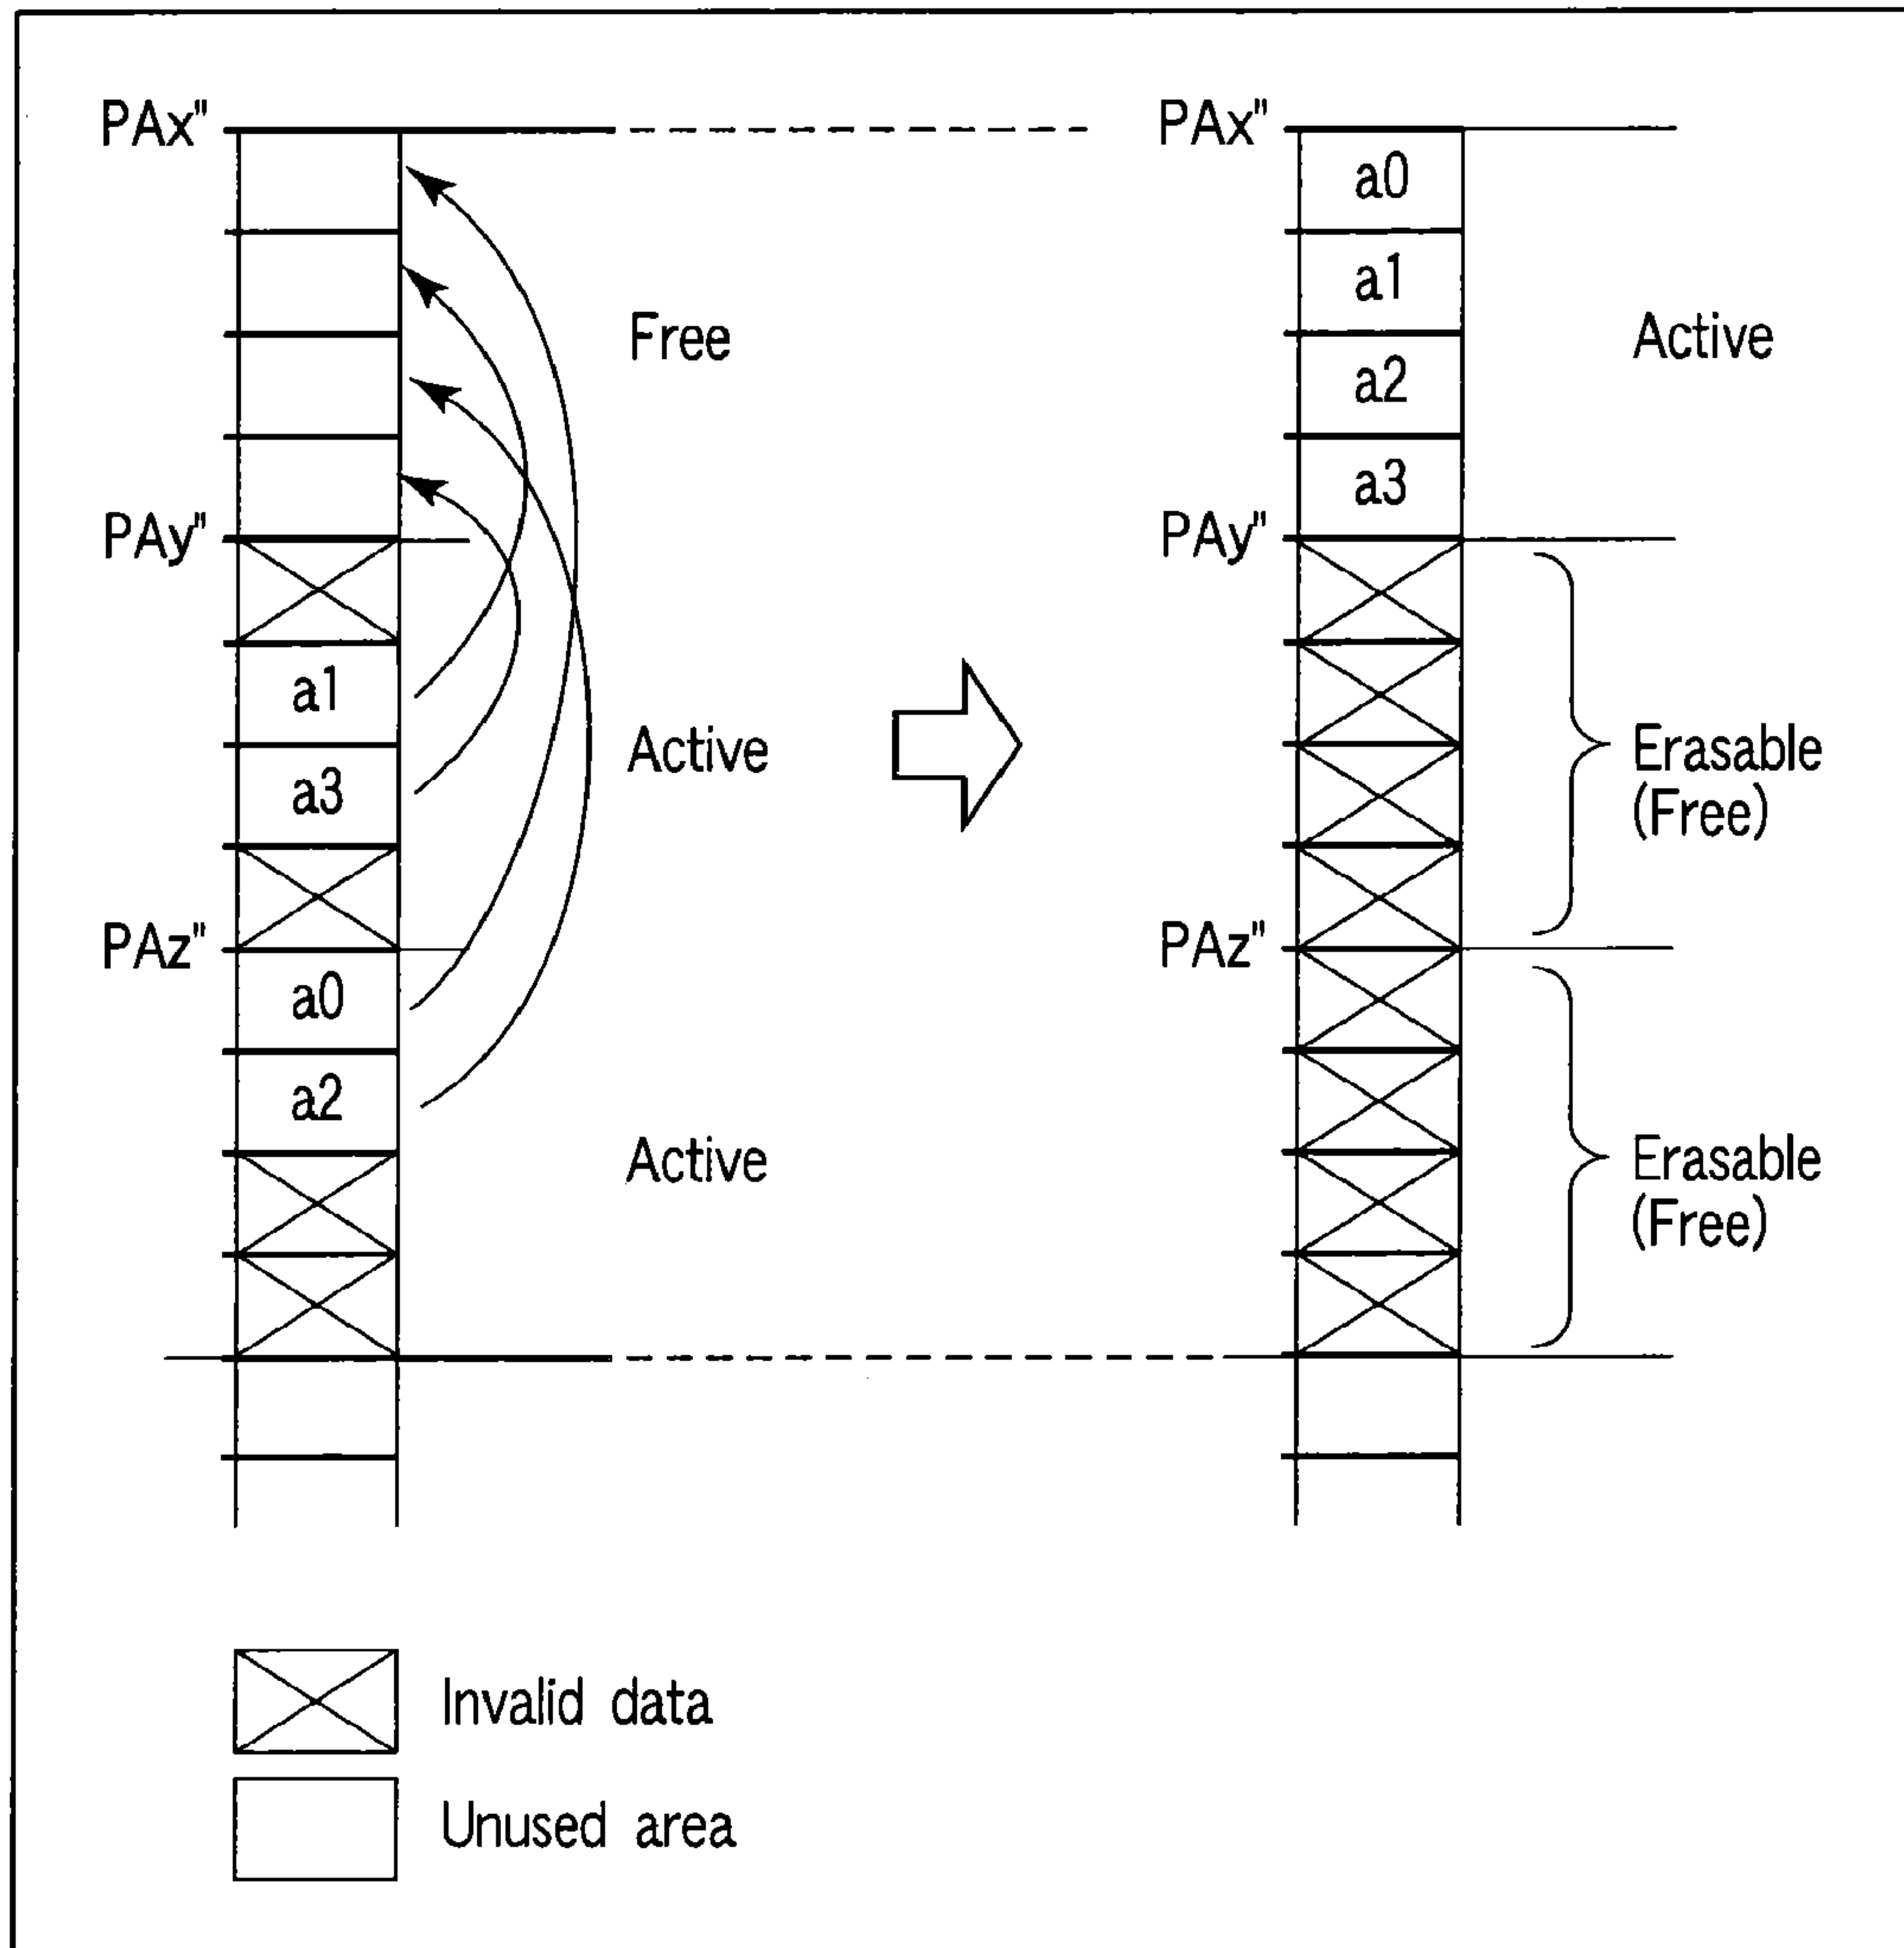 PAx"
Free
PAy"
a1
Active
a3
PAz"
a0
a2
Active
PAx"
a0
a1
Active
a2
a3
PAy"
Erasable
(Free)
PAz"
Erasable
(Free)
Invalid data
Unused area